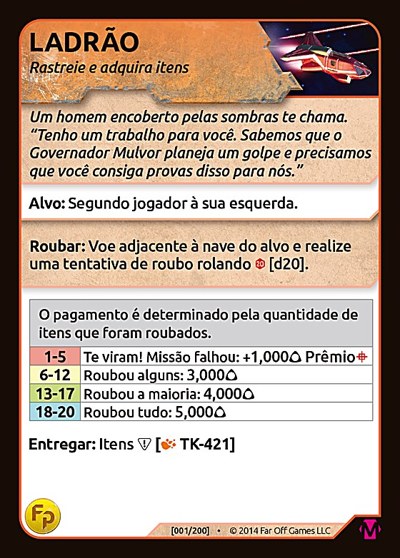 LADRÃO
Rastreie e adquira itens
Um homem encoberto pelas sombras te chama.
“Tenho um trabalho para você. Sabemos que o
Governador Mulvor planeja um golpe e precisamos
que você consiga provas disso para nós.”
Alvo: Segundo jogador à sua esquerda.
Roubar: Voe adjacente à nave do alvo e realize
uma tentativa de roubo rolando 20 [d20].
O pagamento é determinado pela quantidade de
itens que foram roubados.
1-5 Te viram! Missão falhou: +1,000 Prêmio
6-12 Roubou alguns: 3,000
13-17 Roubou a maioria: 4,000
18-20 Roubou tudo: 5,000
Entregar: Itens [ TK-421]
FP
[001/200] • © 2014 Far Off Games LLC